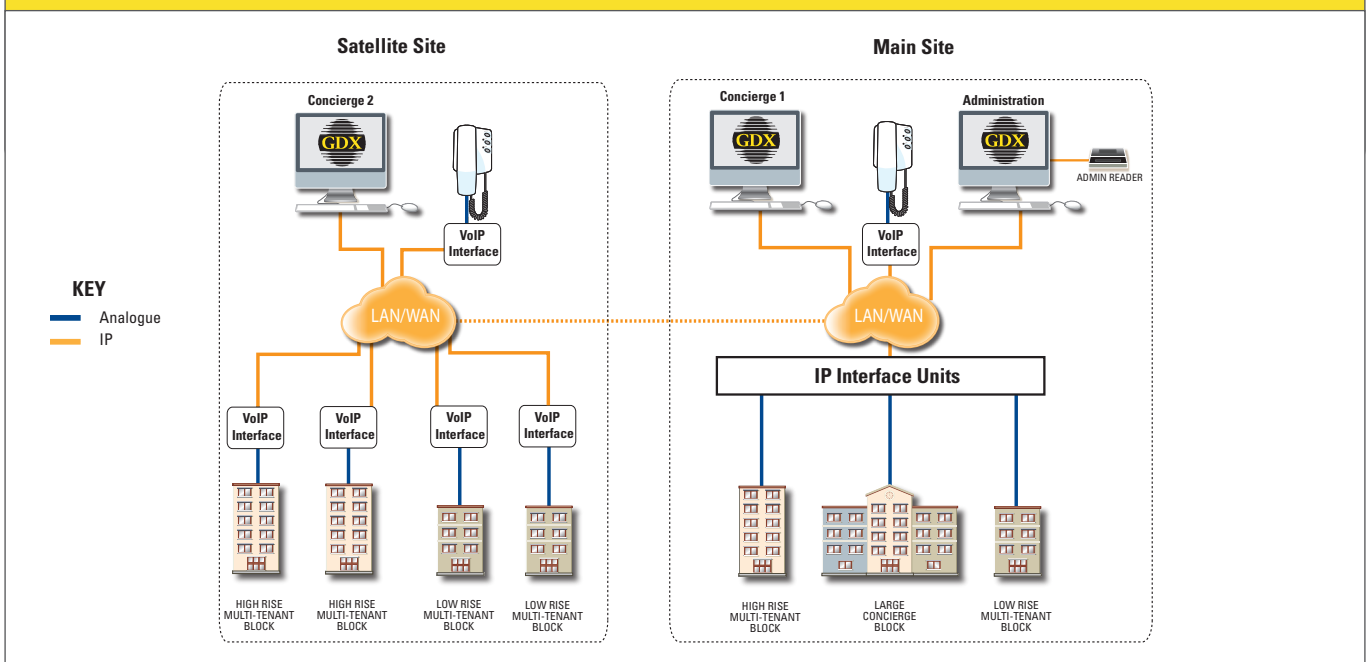 Satellite Site
Main Site
Concierge 2
GDX
VoIP
Interface
Concierge 1
GDX
VoIP
Interface
Administration
GDX
ADMIN READER
KEY
Analogue
IP
LAN/WAN
LAN/WAN
IP Interface Units
VoIP
Interface
VoIP
Interface
VoIP
Interface
VoIP
Interface
HIGH RISE
MULTI-TENANT
BLOCK
HIGH RISE
MULTI-TENANT
BLOCK
LOW RISE
MULTI-TENANT
BLOCK
LOW RISE
MULTI-TENANT
BLOCK
HIGH RISE
MULTI-TENANT
BLOCK
LARGE
CONCIERGE
BLOCK
LOW RISE
MULTI-TENANT
BLOCK